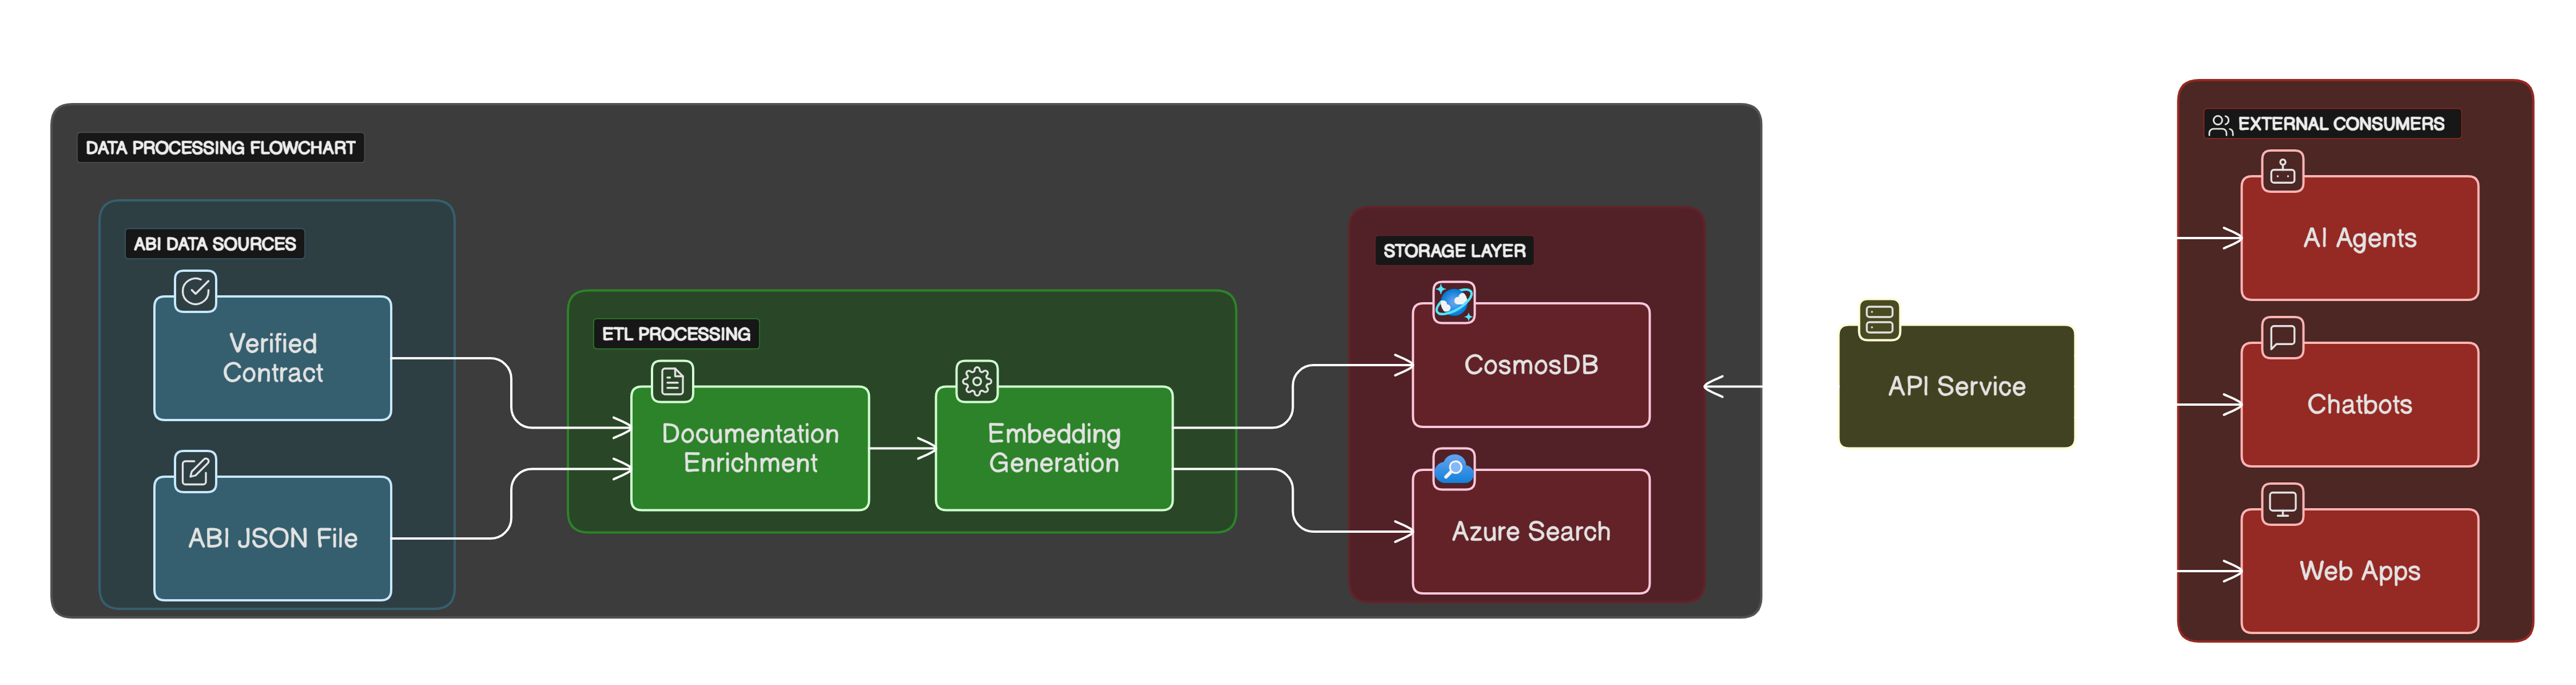 DATA PROCESSING FLOWCHART
ABI DATA SOURCES
Verified
Contract
ABI JSON File
ETL PROCESSING
Documentation
Enrichment
Embedding
Generation
STORAGE LAYER
CosmosDB
Azure Search
API Service
EXTERNAL CONSUMERS
AI Agents
Chatbots
Web Apps